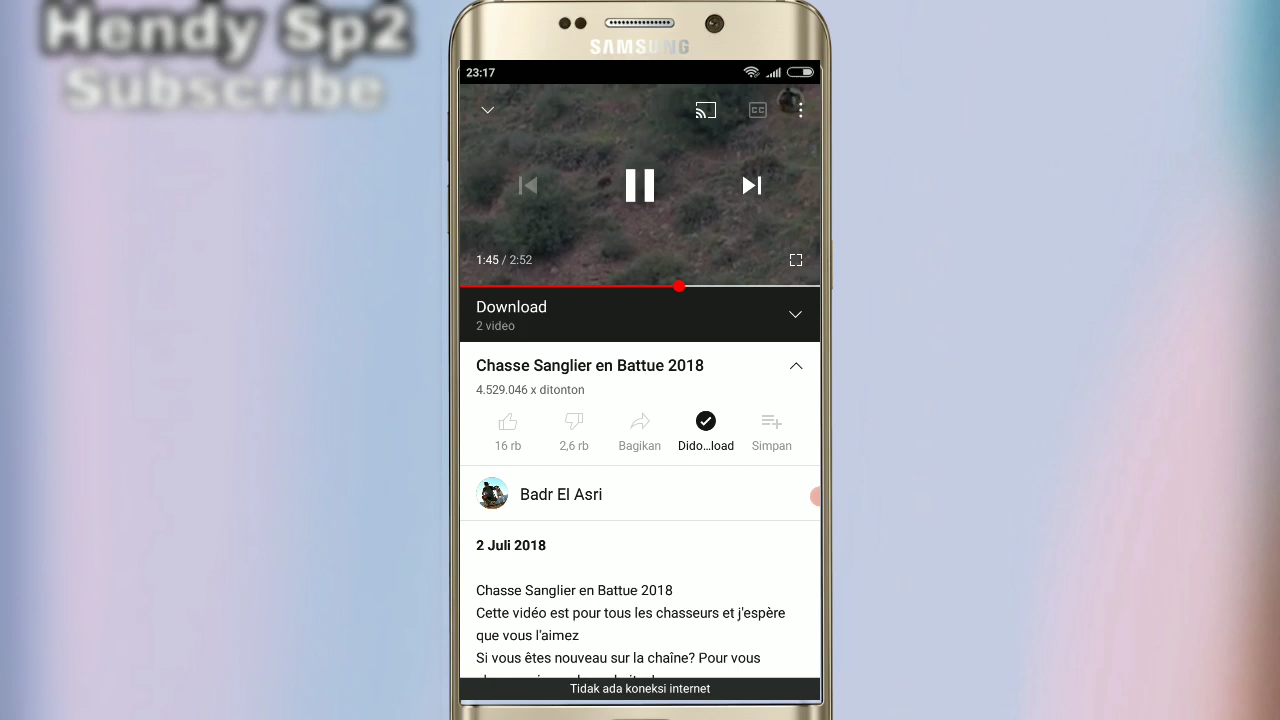 Hendy Sp2
Subscribe
SAMSUNG
23:17
CC
1:45 / 2:52
Download
2 video
Chasse Sanglier en Battue 2018
4.529.046 x ditonton
16 rb
2,6 rb
Bagikan
Dido...load
Simpan
Badr El Asri
2 Juli 2018
Chasse Sanglier en Battue 2018
Cette vidéo est pour tous les chasseurs et j'espère
que vous l'aimez
Si vous êtes nouveau sur la chaîne? Pour vous
Tidak ada koneksi internet